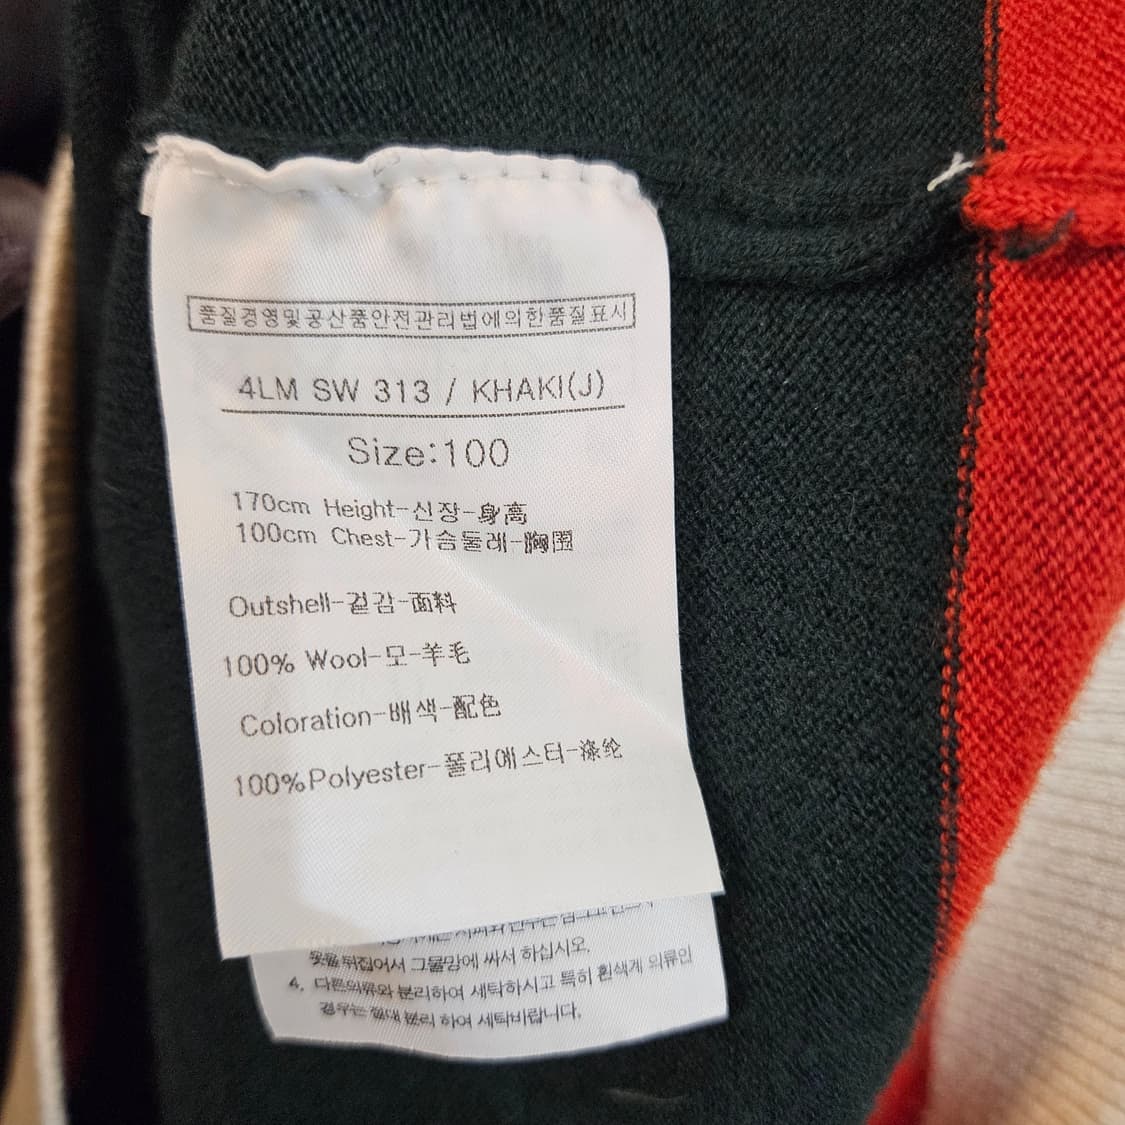 품질경영및공산품안전관리법에의한품질표시
4LM SW 313 / KHAKI(J)
Size:100
170cm Height-신장-身高
100cm Chest-가슴둘레-胸围
Outshell-겉감-面料
100% Wool-모-羊毛
Coloration-배색-配色
100%Polyester-폴리에스터-涤纶
옷을뒤집어서 그물망에 싸서 하십시오.
4. 다른의류와 분리하여 세탁하시고 특히 흰색계 의류인
경우는 절대 분리 하여 세탁바랍니다.